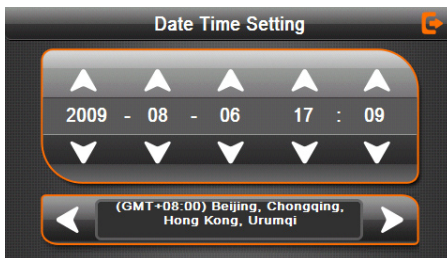 Date Time Setting
2009 - 08 - 06 17 : 09
(GMT+08:00) Beijing, Chongqing,
Hong Kong, Urumqi